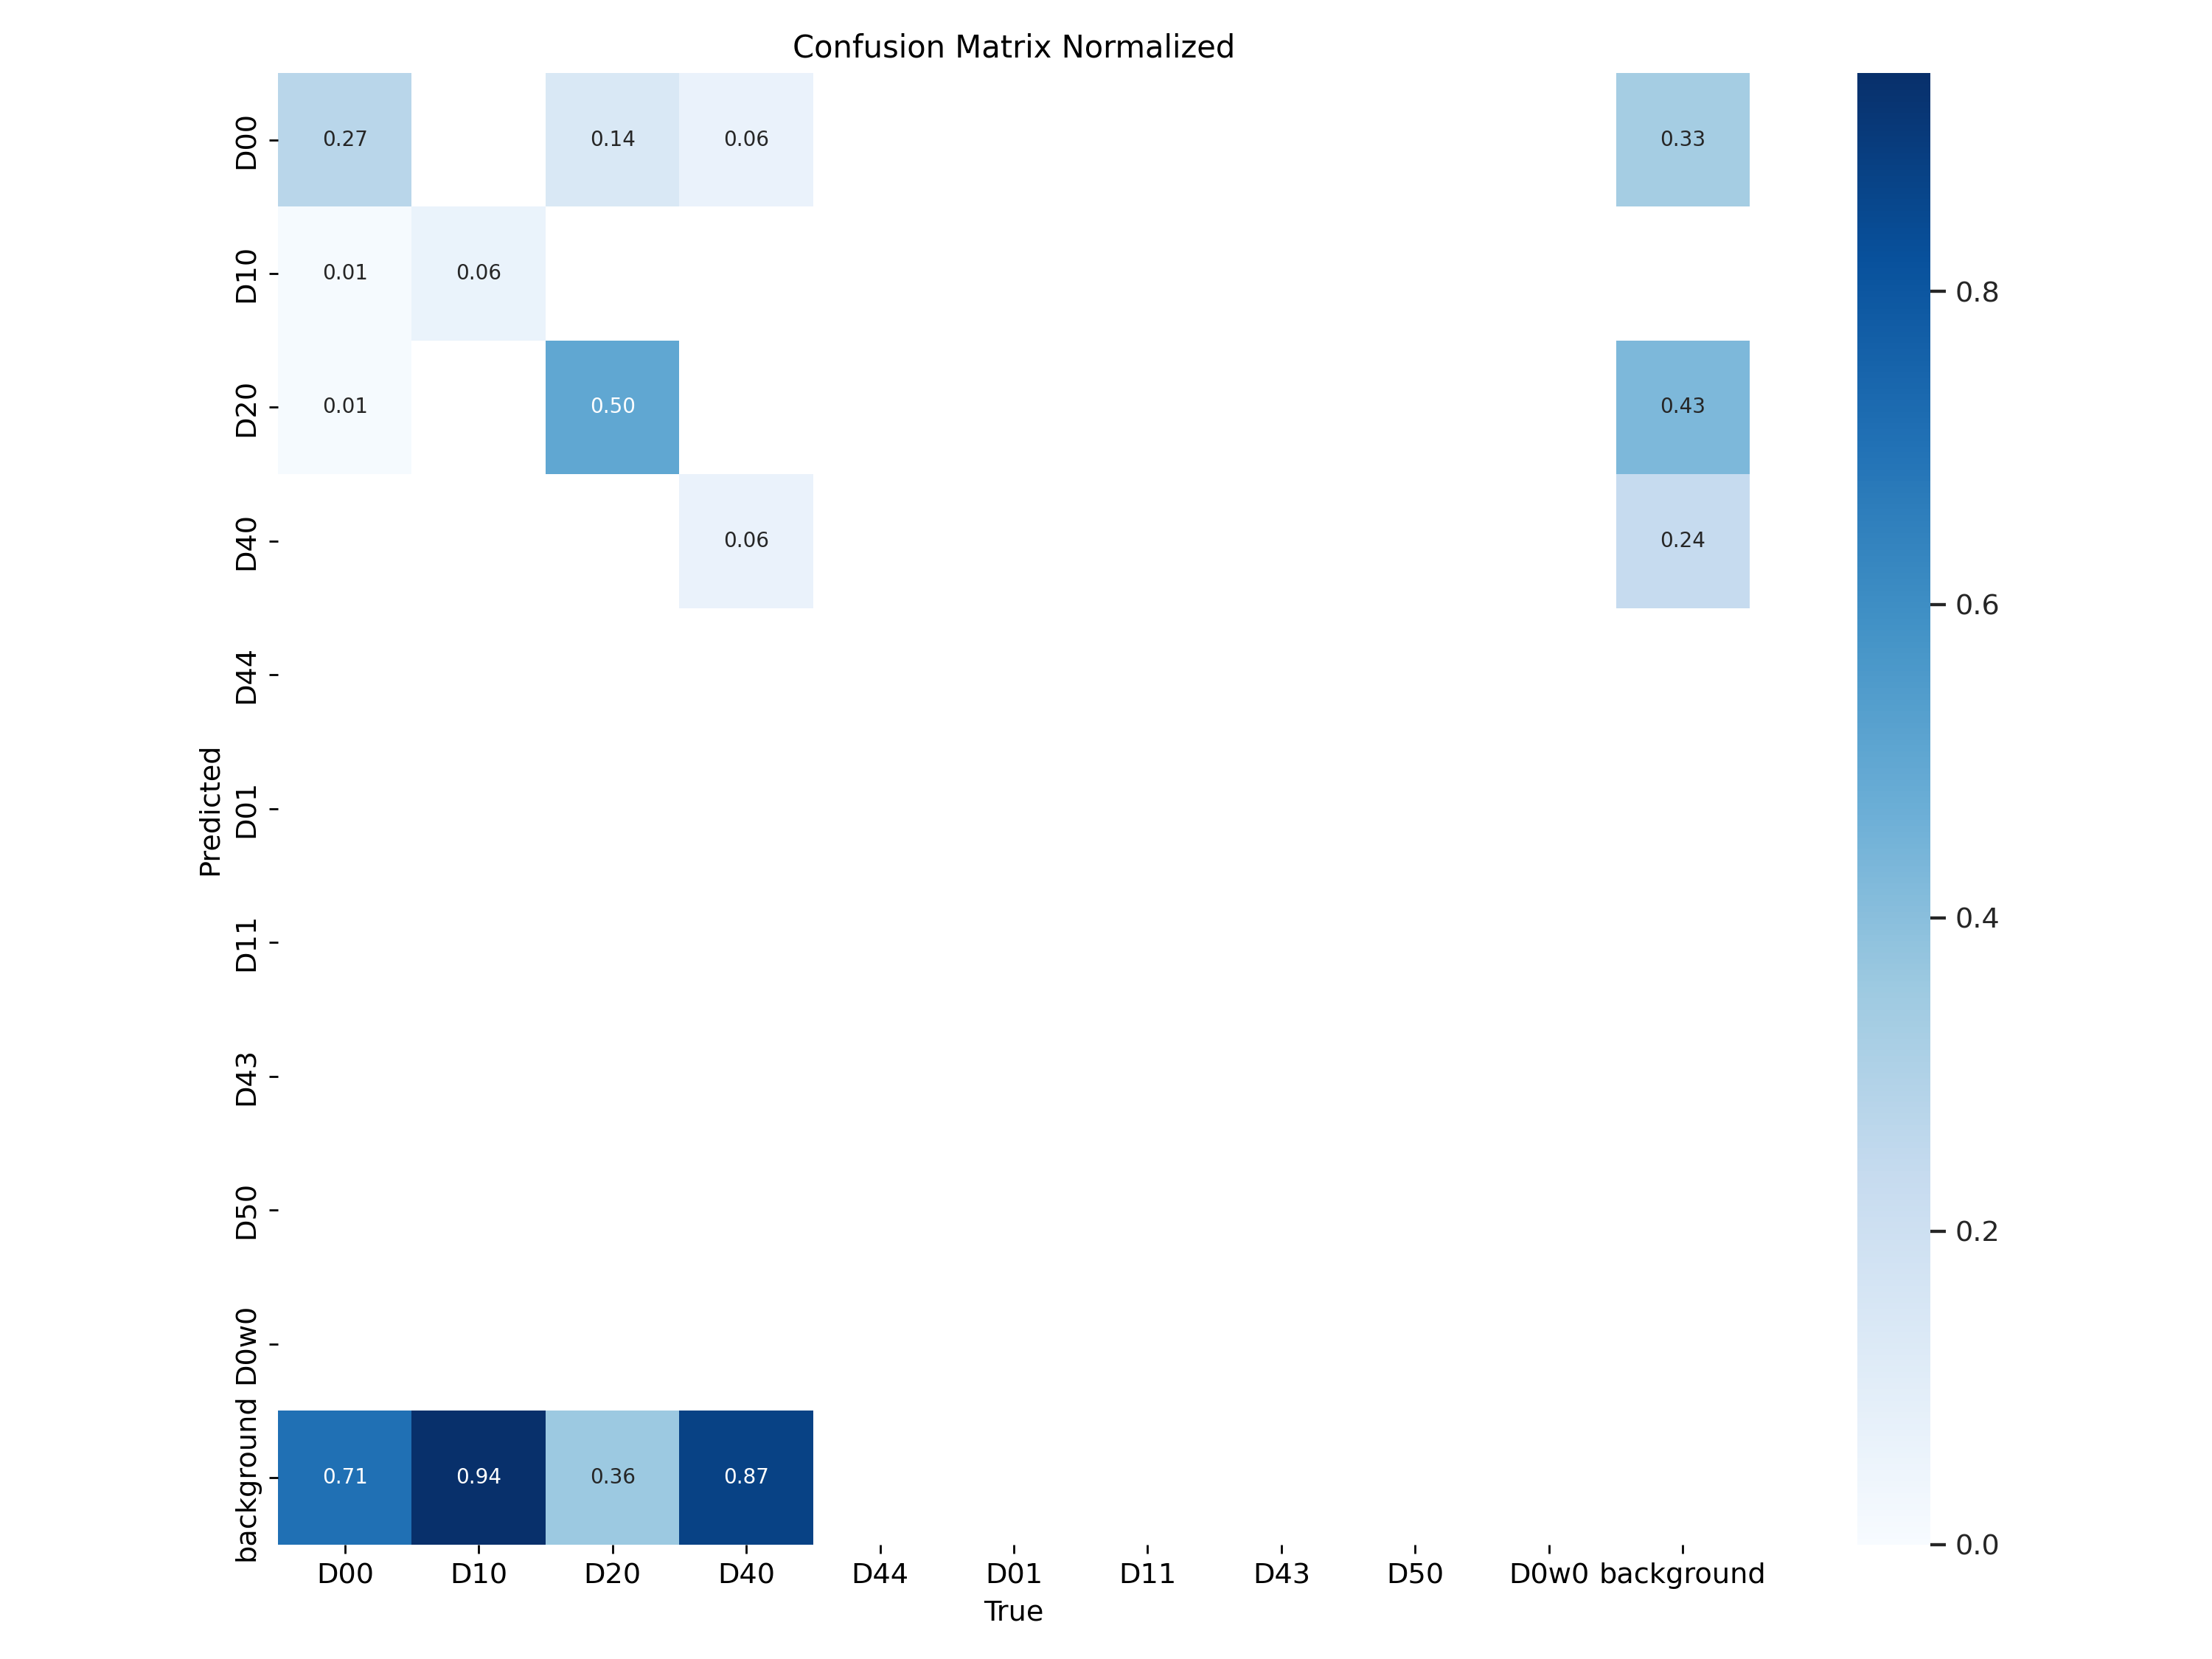 Confusion Matrix Normalized
D00
0.27
0.14
0.06
0.33
D10
0.01
0.06
D20
0.01
0.50
0.43
D40
0.06
0.24
D44
D01
D11
D43
D50
D0w0
background
0.71
0.94
0.36
0.87
Predicted
D00 D10 D20 D40 D44 D01 D11 D43 D50 D0w0 background
True
0.8
0.6
0.4
0.2
0.0